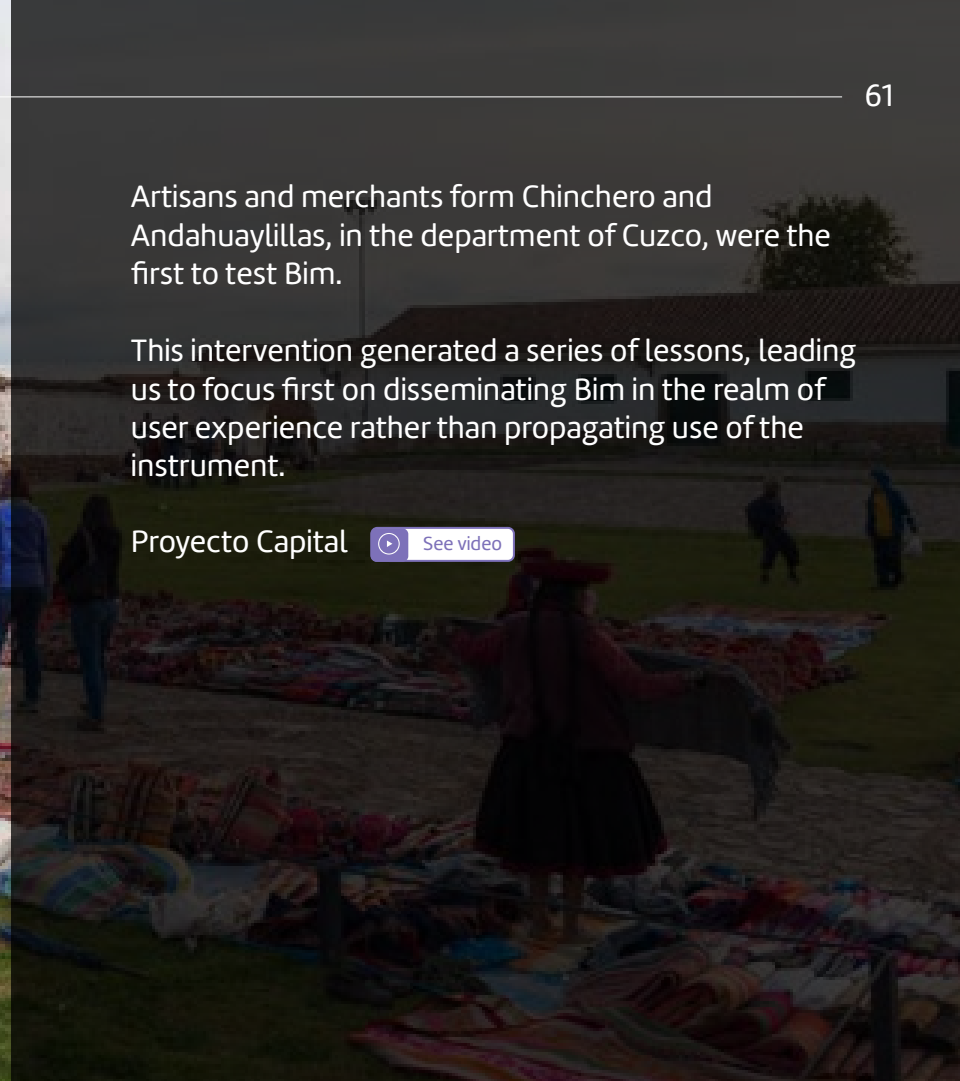 61
Artisans and merchants form Chinchero and
Andahuaylillas, in the department of Cuzco, were the
first to test Bim.
This intervention generated a series of lessons, leading
us to focus first on disseminating Bim in the realm of
user experience rather than propagating use of the
instrument.
Proyecto Capital See video